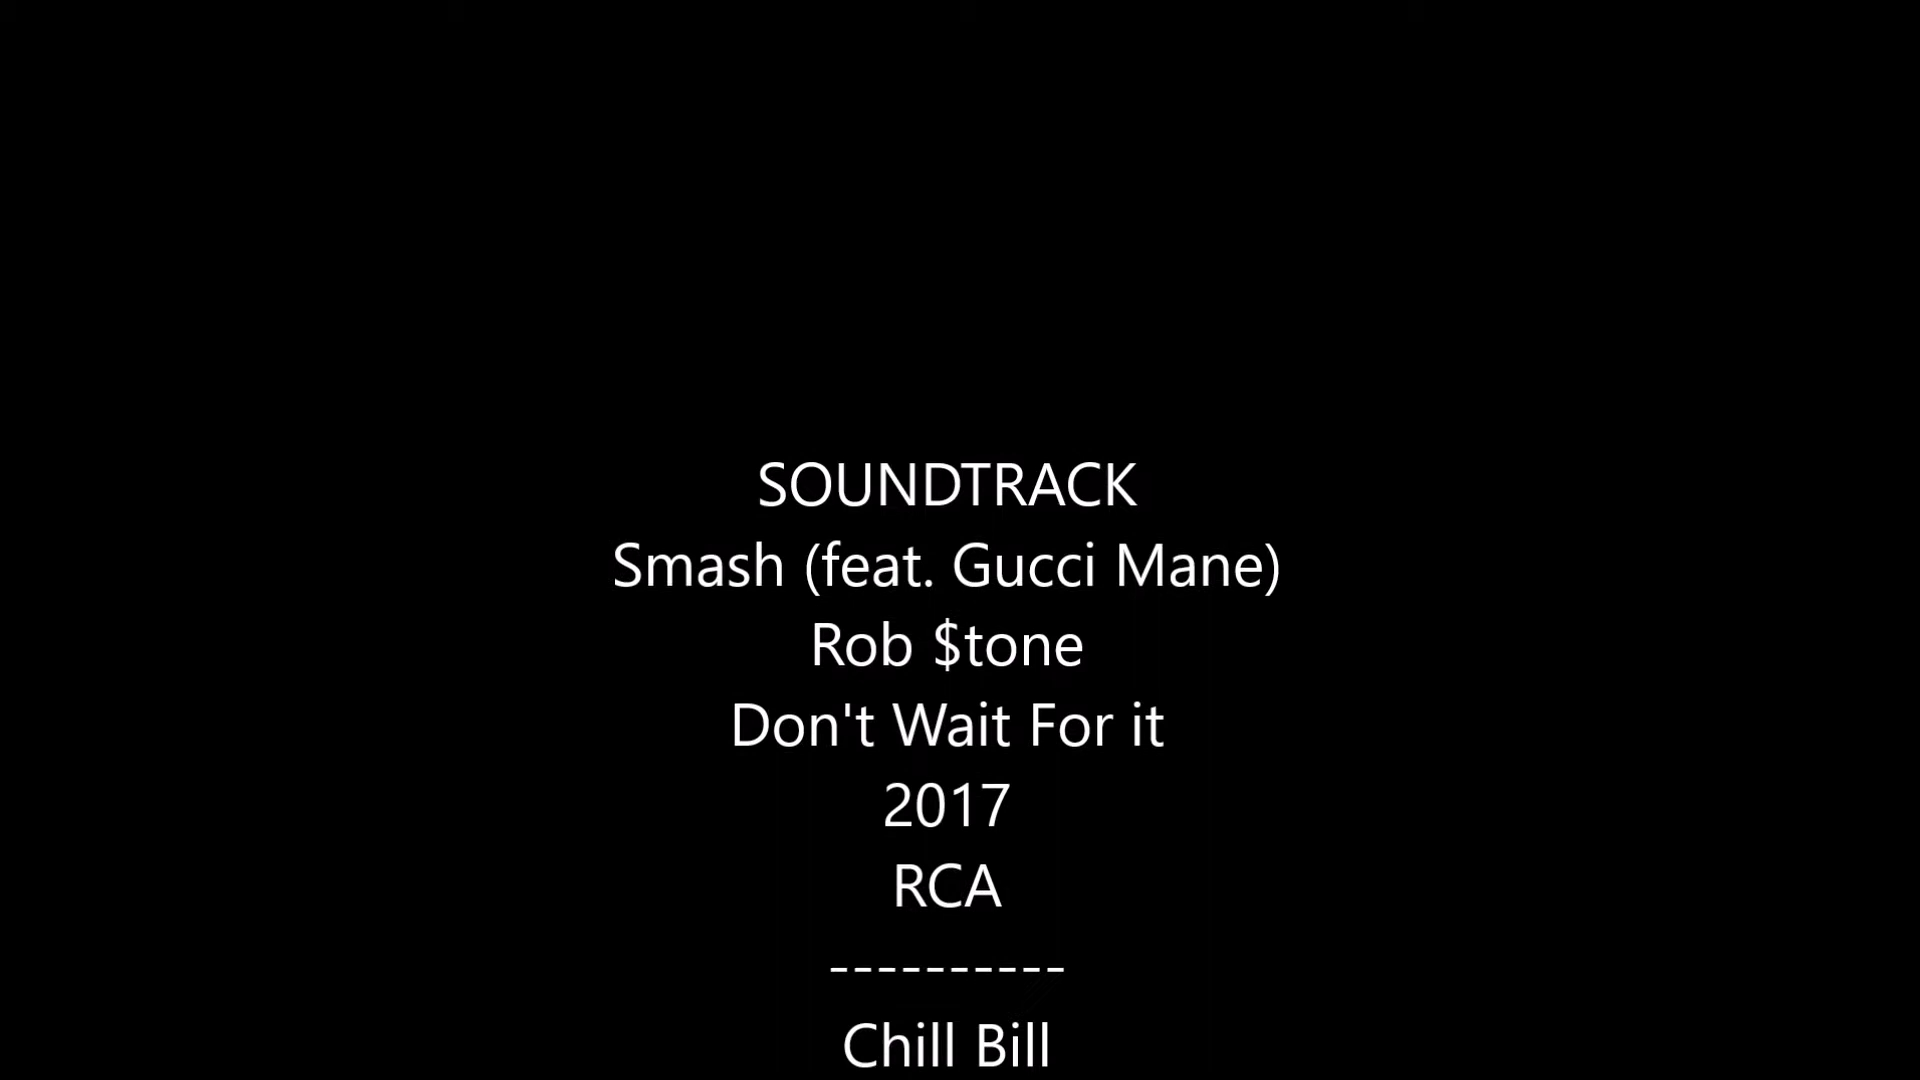 SOUNDTRACK
Smash (feat. Gucci Mane)
Rob $tone
Don't Wait For it
2017
RCA
----------
Chill Bill